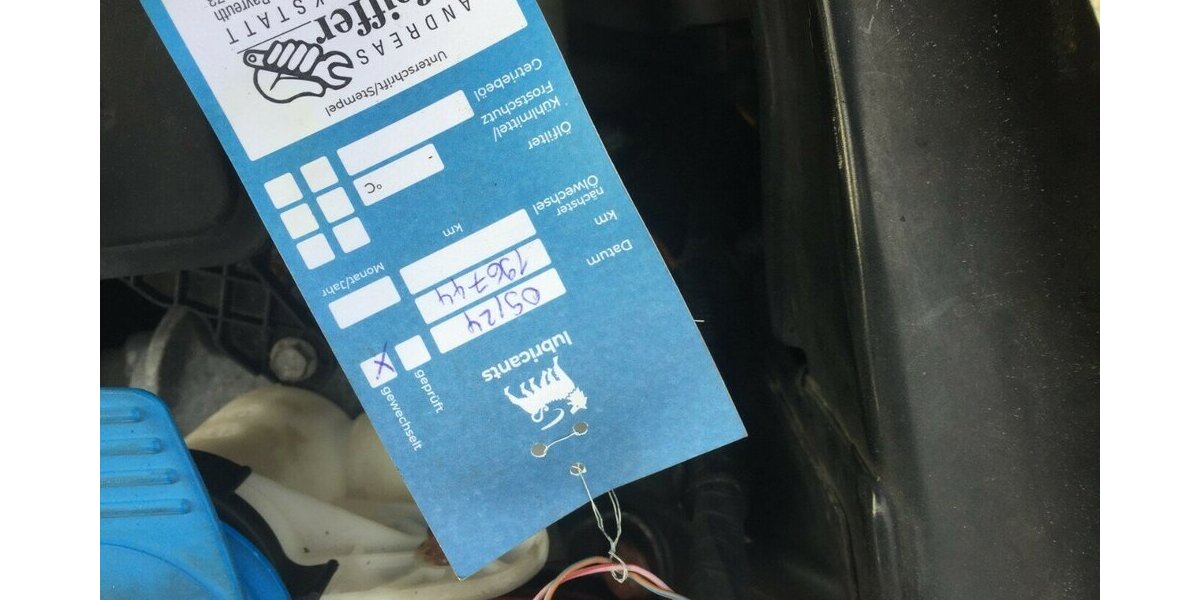 lubricants
geprüft
gewechselt
Datum
05/24
km
196744
nächster
Ölwechsel
km
Monat/Jahr
X
Ölfilter
Kühlmittel/
Frostschutz
- °C
Getriebeöl
Unterschrift/Stempel
ANDREAS
Bayreuth